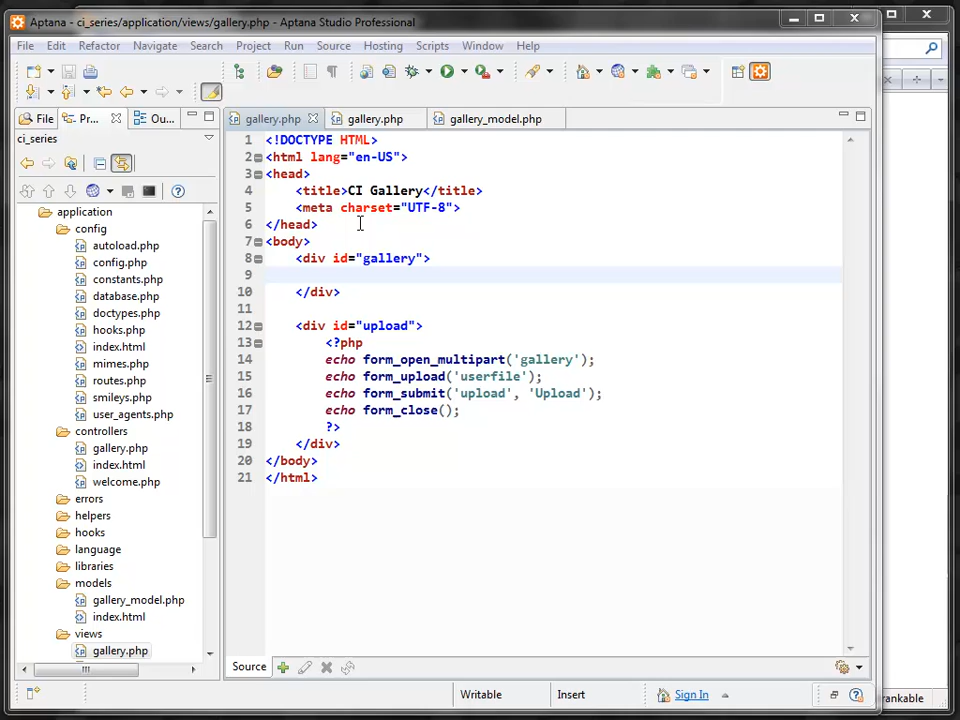 Aptana - ci_series/application/views/gallery.php - Aptana Studio Professional
File Edit Refactor Navigate Search Project Run Source Hosting Scripts Window Help
File Pr... Ou...
gallery.php gallery.php gallery_model.php
ci_series
application
config
autoload.php
config.php
constants.php
database.php
doctypes.php
hooks.php
index.html
mimes.php
routes.php
smileys.php
user_agents.php
controllers
gallery.php
index.html
welcome.php
errors
helpers
hooks
language
libraries
models
gallery_model.php
index.html
views
gallery.php
1 <!DOCTYPE HTML>
2 <html lang="en-US">
3 <head>
4 <title>CI Gallery</title>
5 <meta charset="UTF-8">
6 </head>
7 <body>
8 <div id="gallery">
9
10 </div>
11
12 <div id="upload">
13 <?php
14 echo form_open_multipart('gallery');
15 echo form_upload('userfile');
16 echo form_submit('upload', 'Upload');
17 echo form_close();
18 ?>
19 </div>
20 </body>
21 </html>
Source
Writable Insert Sign In
rankable